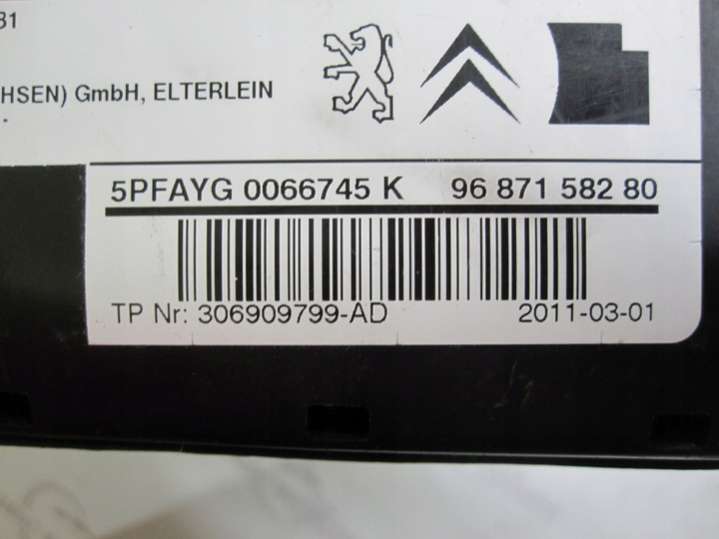 31
HSEN) GmbH, ELTERLEIN
5PFAYG 0066745 K 96 871 582 80
TP Nr: 306909799-AD 2011-03-01